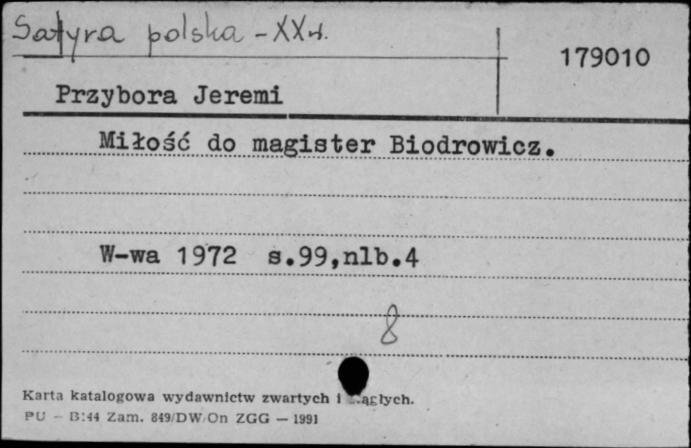 Satyra polska - XX w.
179010
Przybora Jeremi
Miłość do magister Biodrowicz.
W-wa 1972 s.99,nlb.4
8
Karta katalogowa wydawnictw zwartych i
PU - B:44 Zam. 849/DW/On ZGG — 1991